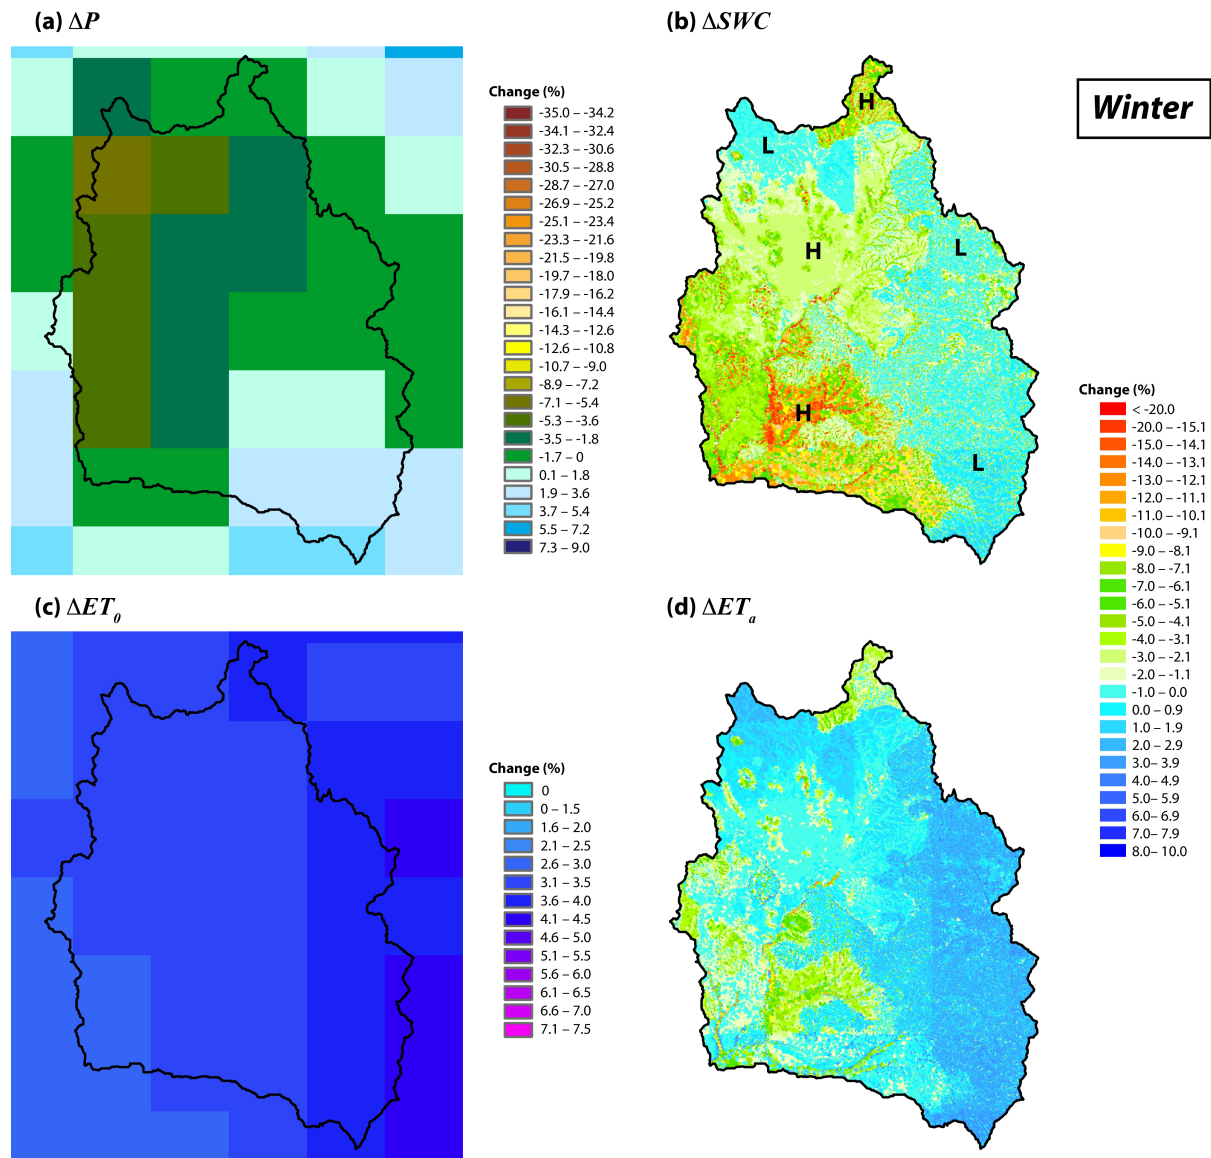 (a) ΔP
(b) ΔSWC
Winter
Change (%)
-35.0 – -34.2
-34.1 – -32.4
-32.3 – -30.6
-30.5 – -28.8
-28.7 – -27.0
-26.9 – -25.2
-25.1 – -23.4
-23.3 – -21.6
-21.5 – -19.8
-19.7 – -18.0
-17.9 – -16.2
-16.1 – -14.4
-14.3 – -12.6
-12.6 – -10.8
-10.7 – -9.0
-8.9 – -7.2
-7.1 – -5.4
-5.3 – -3.6
-3.5 – -1.8
-1.7 – 0
0.1 – 1.8
1.9 – 3.6
3.7 – 5.4
5.5 – 7.2
7.3 – 9.0
H
L
H
L
H
L
Change (%)
< -20.0
-20.0 – -15.1
-15.0 – -14.1
-14.0 – -13.1
-13.0 – -12.1
-12.0 – -11.1
-11.0 – -10.1
-10.0 – -9.1
-9.0 – -8.1
-8.0 – -7.1
-7.0 – -6.1
-6.0 – -5.1
-5.0 – -4.1
-4.0 – -3.1
-3.0 – -2.1
-2.0 – -1.1
-1.0 – 0.0
0.0 – 0.9
1.0 – 1.9
2.0 – 2.9
3.0 – 3.9
4.0 – 4.9
5.0 – 5.9
6.0 – 6.9
7.0 – 7.9
8.0 – 10.0
(c) ΔET0
(d) ΔETa
Change (%)
0
0 – 1.5
1.6 – 2.0
2.1 – 2.5
2.6 – 3.0
3.1 – 3.5
3.6 – 4.0
4.1 – 4.5
4.6 – 5.0
5.1 – 5.5
5.6 – 6.0
6.1 – 6.5
6.6 – 7.0
7.1 – 7.5